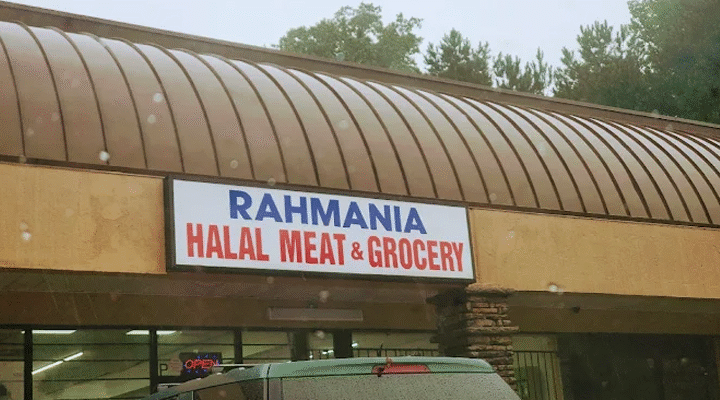 RAHMANIA
HALAL MEAT & GROCERY
OPEN